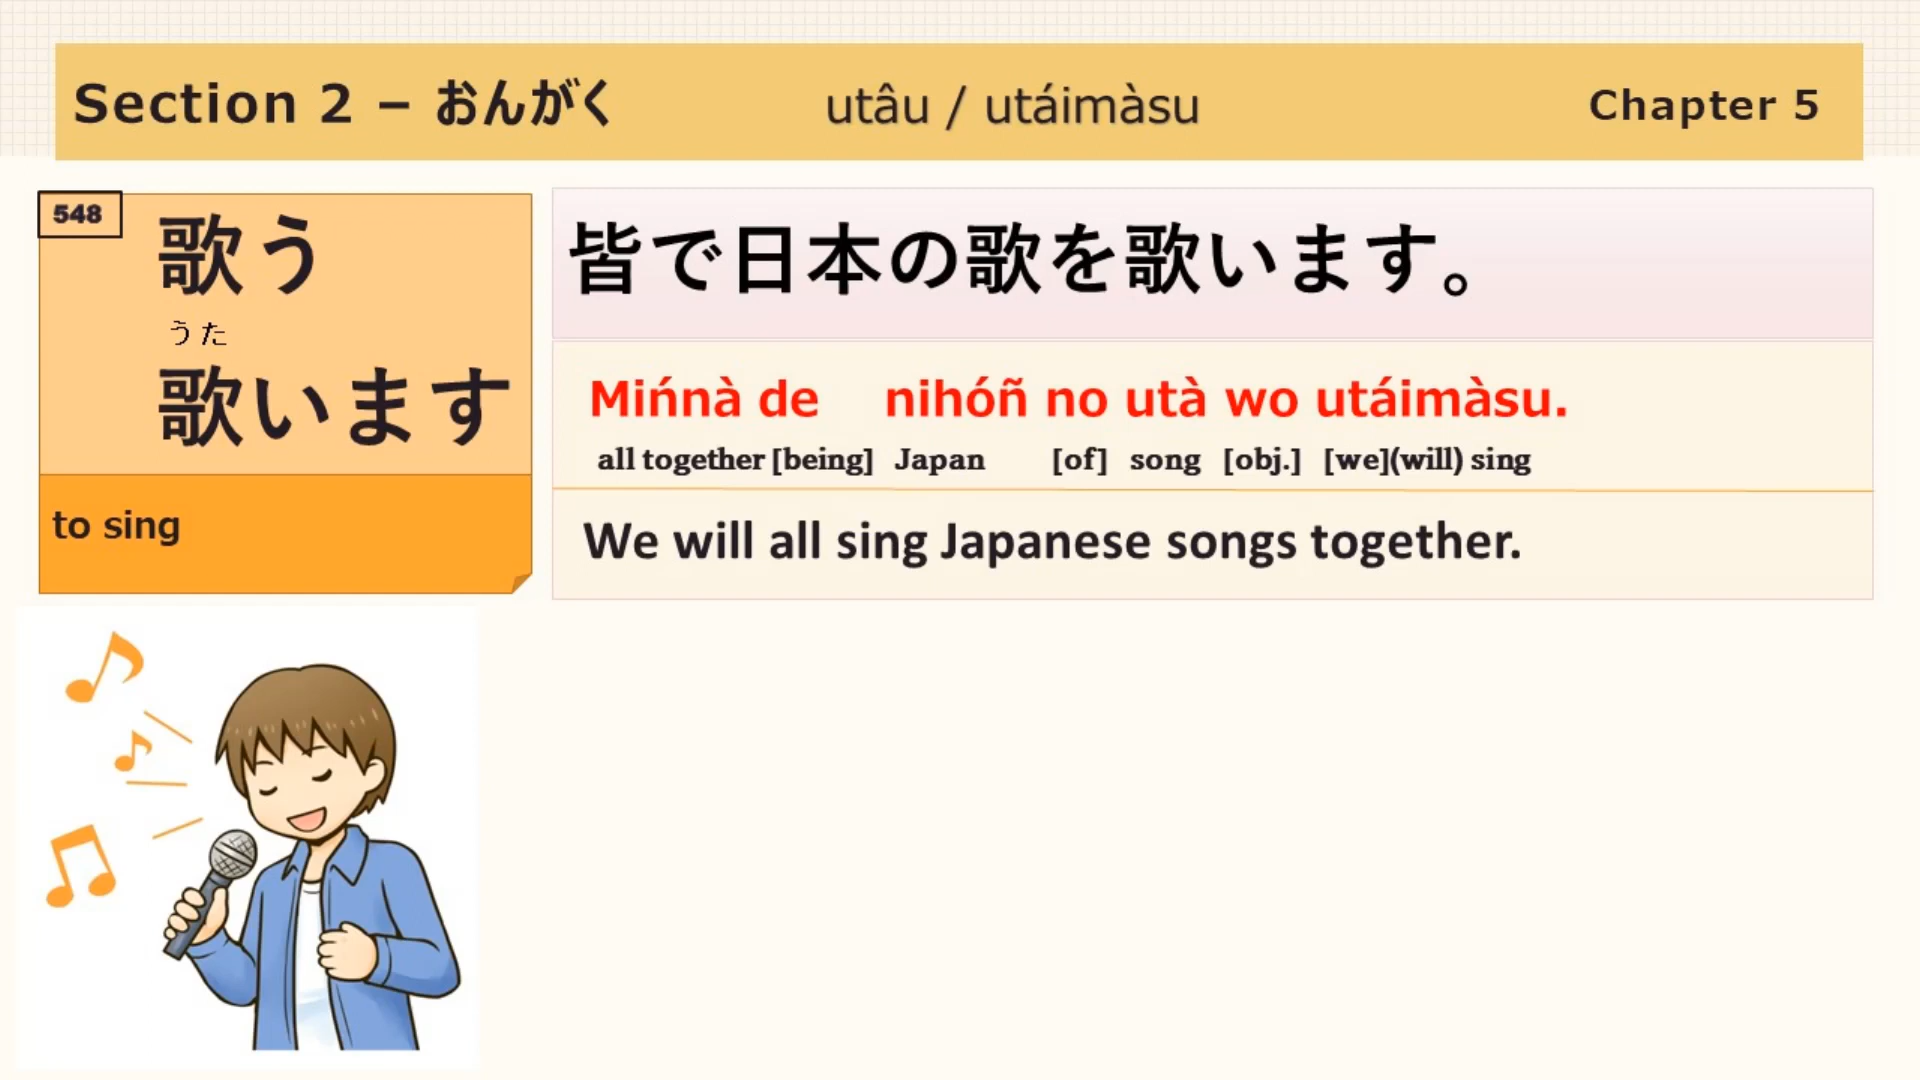 Section 2 – おんがく utâu / utáimàsu Chapter 5
548
歌う
うた
歌います
to sing
皆で日本の歌を歌います。
Mińnà de nihóñ no utà wo utáimàsu.
all together [being] Japan [of] song [obj.] [we](will) sing
We will all sing Japanese songs together.